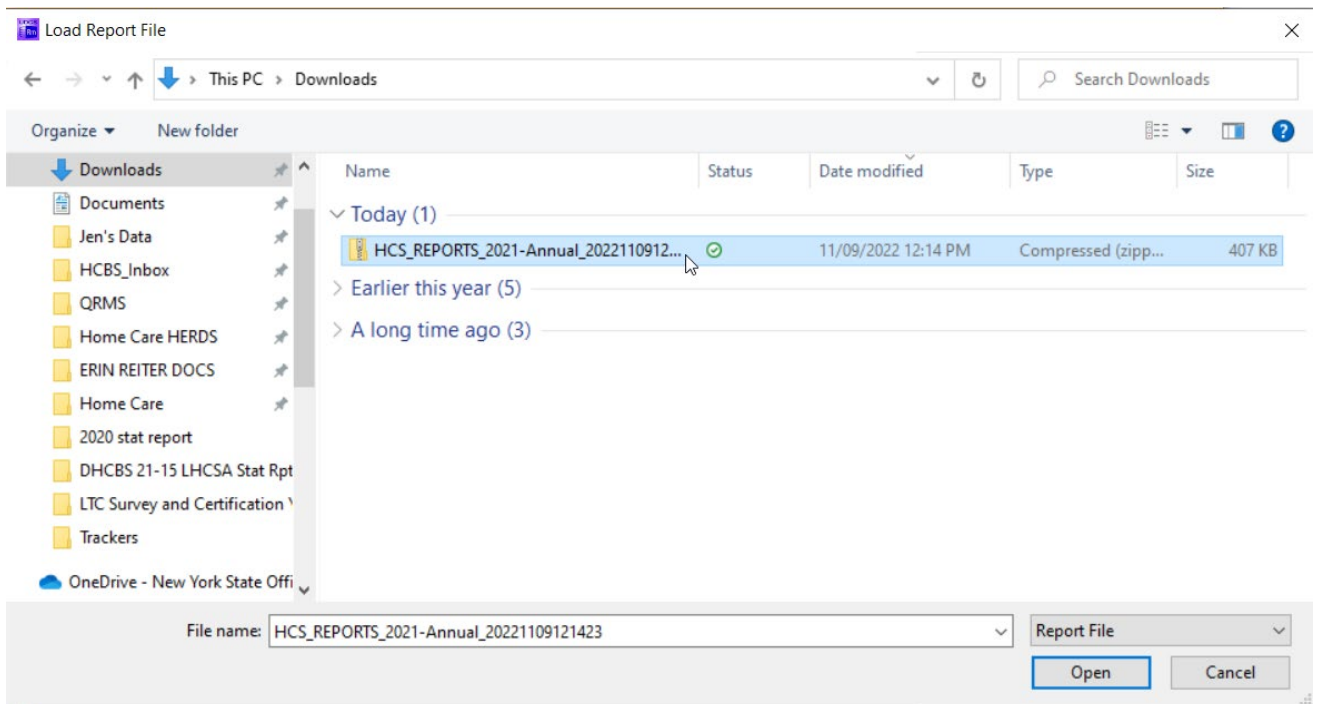 Load Report File
This PC > Downloads
Search Downloads
Organize
New folder
Downloads
Documents
Jen's Data
HCBS_Inbox
QRMS
Home Care HERDS
ERIN REITER DOCS
Home Care
2020 stat report
DHCBS 21-15 LHCSA Stat Rpt
LTC Survey and Certification
Trackers
OneDrive - New York State Offi
Name Status Date modified Type Size
Today (1)
HCS_REPORTS_2021-Annual_2022110912... 11/09/2022 12:14 PM Compressed (zipp... 407 KB
Earlier this year (5)
A long time ago (3)
File name: HCS_REPORTS_2021-Annual_20221109121423 Report File
Open Cancel